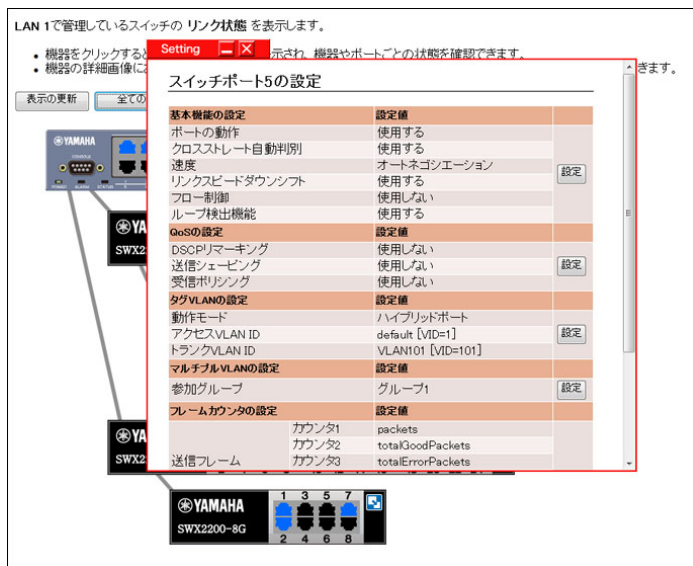 LAN 1で管理しているスイッチの リンク状態 を表示します。
機器をクリックすると
示され、機器やポートごとの状態を確認できます。
機器の詳細画像に
きます。
表示の更新
全ての
Setting
スイッチポート5の設定
基本機能の設定 設定値
ポートの動作 使用する
クロスストレート自動判別 使用する
速度 オートネゴシエーション
設定
リンクスピードダウンシフト 使用する
フロー制御 使用しない
ループ検出機能 使用する
QoSの設定 設定値
DSCPリマーキング 使用しない
送信シェーピング 使用しない
設定
受信ポリシング 使用しない
タグVLANの設定 設定値
動作モード ハイブリッドポート
アクセスVLAN ID default [VID=1]
設定
トランクVLAN ID VLAN101 [VID=101]
マルチプルVLANの設定 設定値
参加グループ グループ1
設定
フレームカウンタの設定 設定値
カウンタ1 packets
カウンタ2 totalGoodPackets
送信フレーム カウンタ3 totalErrorPackets
YAMAHA
CONSOLE
POWER ALARM STATUS
YA
SWX2
YA
SWX2
YAMAHA
SWX2200-8G
1 3 5 7
2 4 6 8